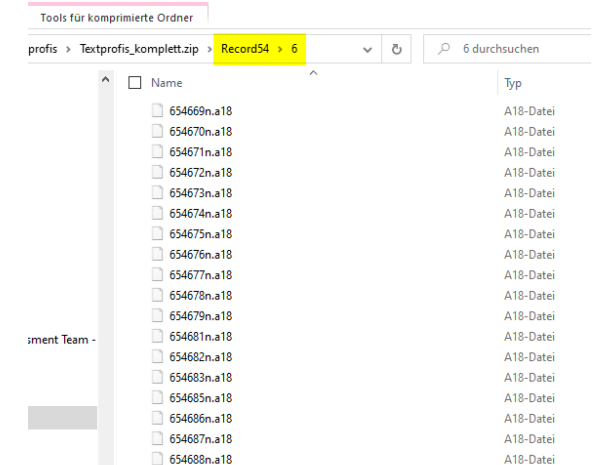 Tools für komprimierte Ordner
profis > Textprofis_komplett.zip > Record54 > 6
6 durchsuchen
Name Typ
654669n.a18 A18-Datei
654670n.a18 A18-Datei
654671n.a18 A18-Datei
654672n.a18 A18-Datei
654673n.a18 A18-Datei
654674n.a18 A18-Datei
654675n.a18 A18-Datei
654676n.a18 A18-Datei
654677n.a18 A18-Datei
654678n.a18 A18-Datei
654679n.a18 A18-Datei
sment Team - 654681n.a18 A18-Datei
654682n.a18 A18-Datei
654683n.a18 A18-Datei
654685n.a18 A18-Datei
654686n.a18 A18-Datei
654687n.a18 A18-Datei
654688n.a18 A18-Datei